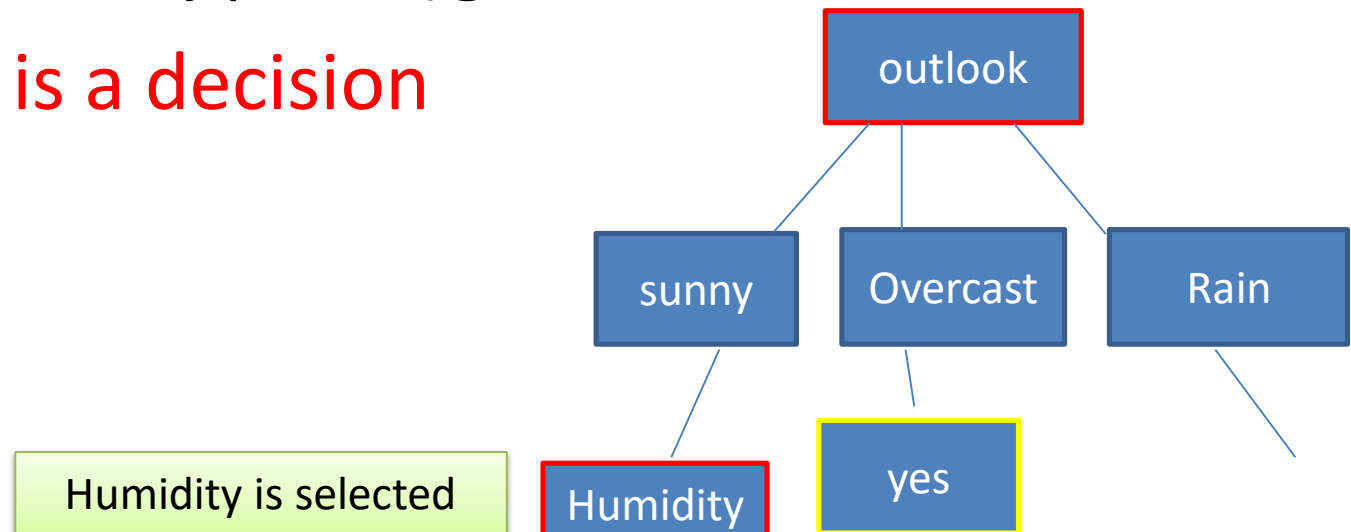 is a decision
outlook
sunny
Overcast
Rain
yes
Humidity is selected
Humidity